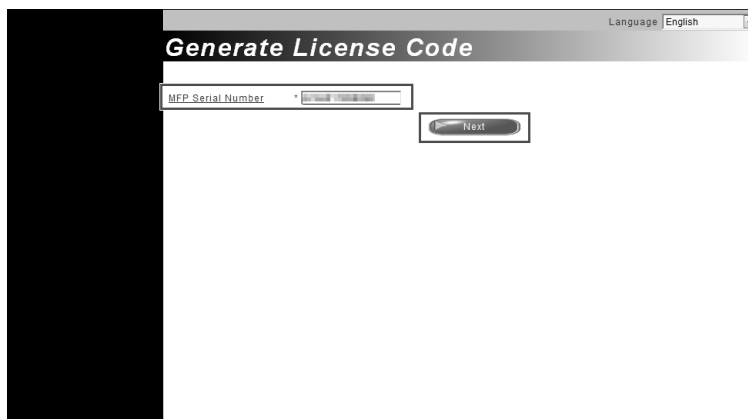 Language English
Generate License Code
MFP Serial Number *
Next